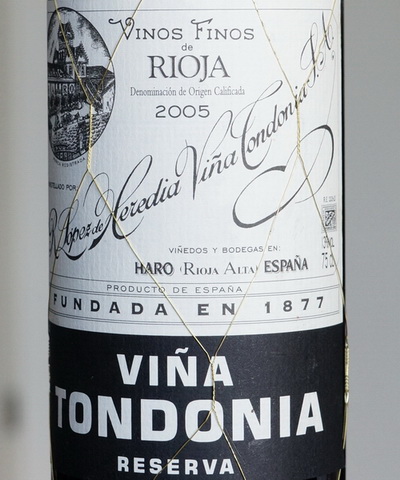 Vinos Finos
de
RIOJA
Denominación de Origen Calificada
2005
R. López de Heredia Viña Tondonia S.A.
VIÑEDOS Y BODEGAS EN:
HARO (Rioja Alta) ESPAÑA
75
PRODUCTO DE ESPAÑA
FUNDADA EN 1877
VIÑA
TONDONIA
RESERVA